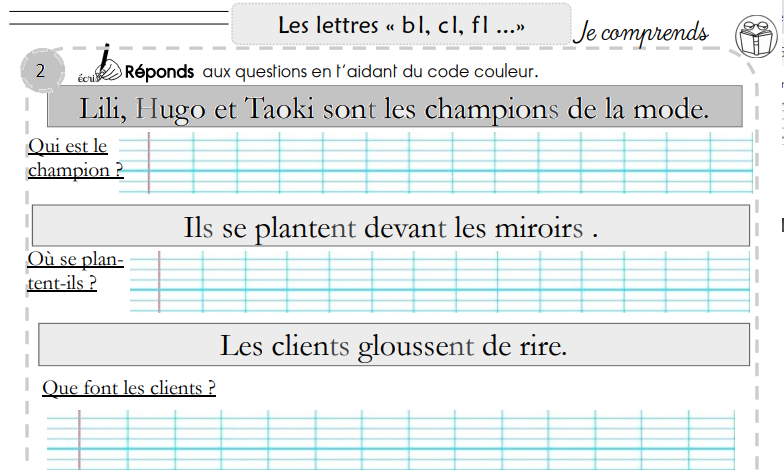 Les lettres « bl, cl, fl ...»
Je comprends
2
écris
Réponds aux questions en t'aidant du code couleur.
Lili, Hugo et Taoki sont les champions de la mode.
Qui est le
champion ?
Ils se plantent devant les miroirs .
Où se plan-
tent-ils ?
Les clients gloussent de rire.
Que font les clients ?